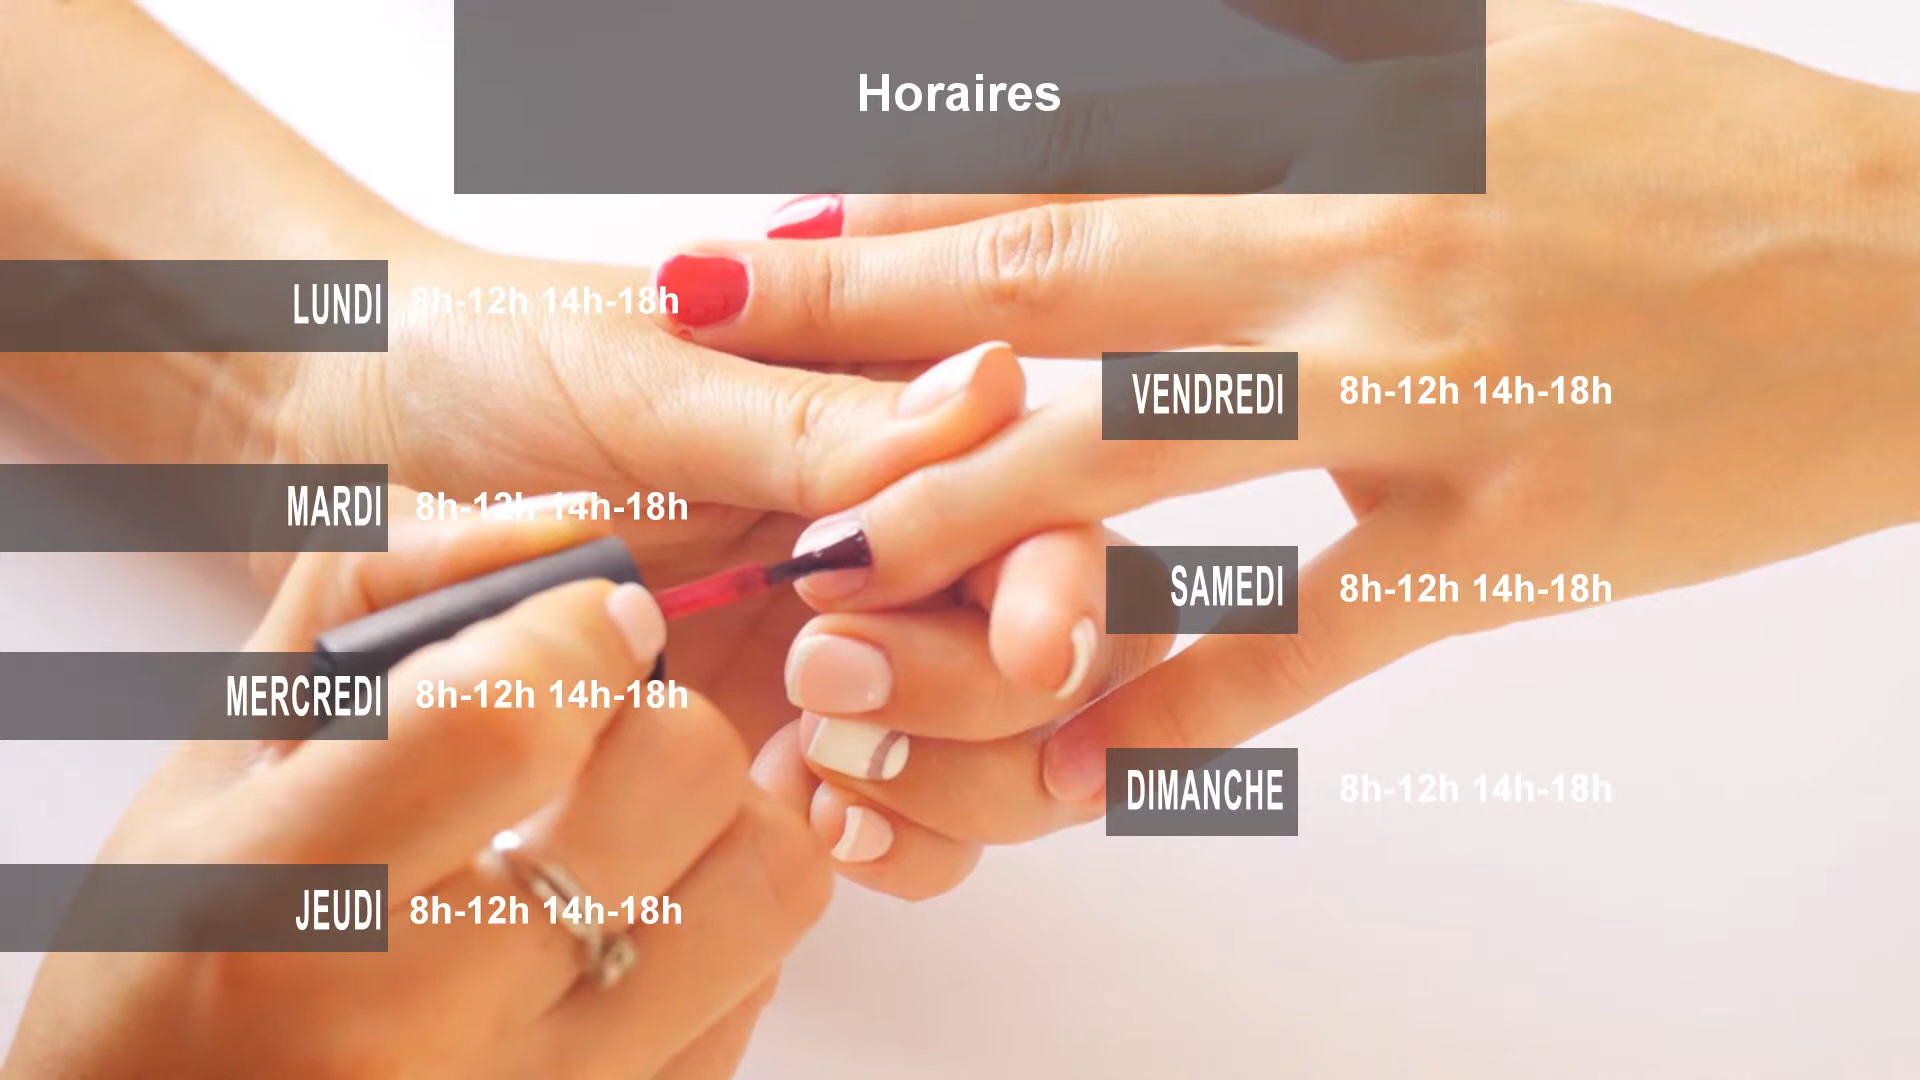 Horaires
LUNDI 8h-12h 14h-18h
MARDI 8h-12h 14h-18h
MERCREDI 8h-12h 14h-18h
JEUDI 8h-12h 14h-18h
VENDREDI 8h-12h 14h-18h
SAMEDI 8h-12h 14h-18h
DIMANCHE 8h-12h 14h-18h